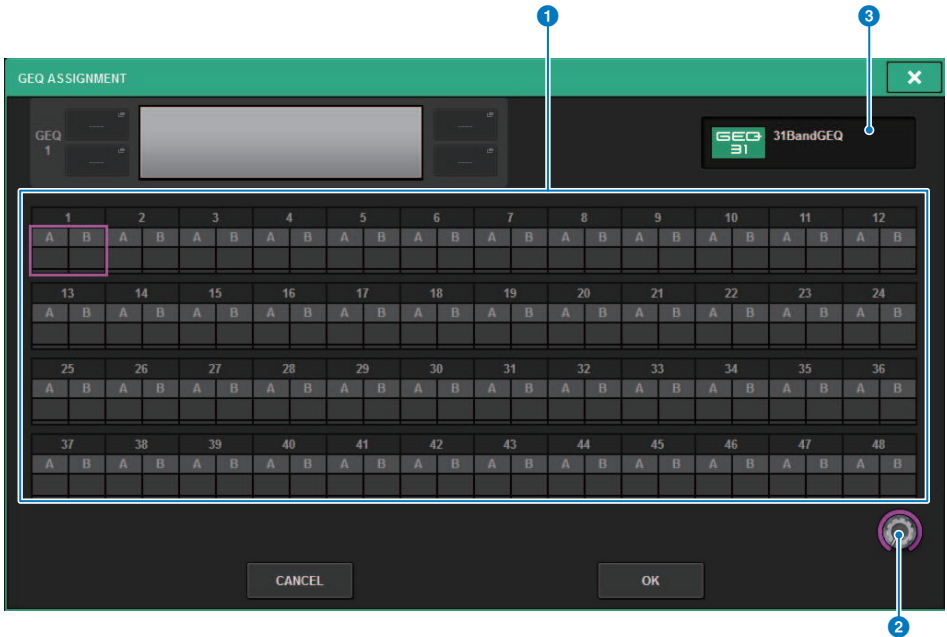 1 3
GEQ ASSIGNMENT
GEQ
1
---- ----
---- ----
GEQ
31
31BandGEQ
1 2 3 4 5 6 7 8 9 10 11 12
A B A B A B A B A B A B A B A B A B A B A B A B
13 14 15 16 17 18 19 20 21 22 23 24
A B A B A B A B A B A B A B A B A B A B A B A B
25 26 27 28 29 30 31 32 33 34 35 36
A B A B A B A B A B A B A B A B A B A B A B A B
37 38 39 40 41 42 43 44 45 46 47 48
A B A B A B A B A B A B A B A B A B A B A B A B
CANCEL OK
2